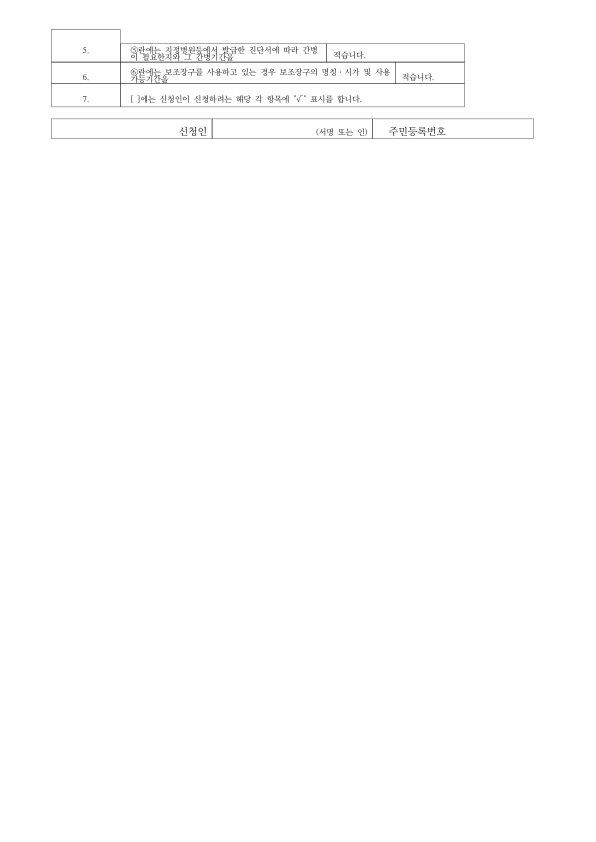 5. ⑤란에는 지정병원등에서 발급한 진단서에 따라 간병
이 필요한지와 그 간병기간을 적습니다.
6. ⑥란에는 보조장구를 사용하고 있는 경우 보조장구의 명칭ㆍ시가 및 사용
가능기간을 적습니다.
7. [ ]에는 신청인이 신청하려는 해당 각 항목에 "√" 표시를 합니다.
신청인 (서명 또는 인) 주민등록번호